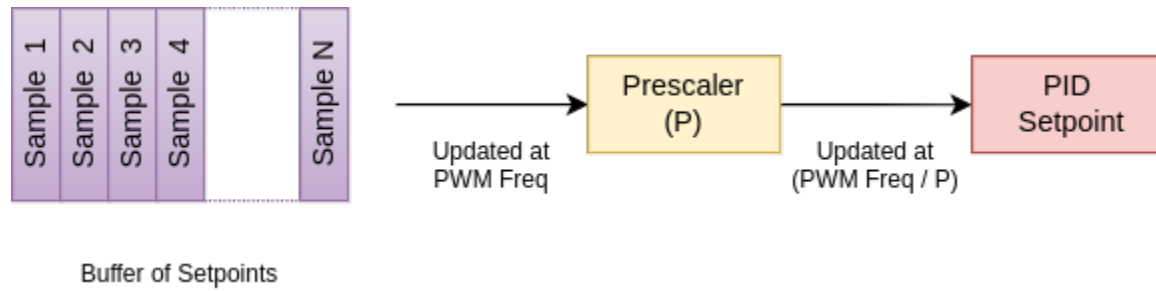 Sample 1
Sample 2
Sample 3
Sample 4
Sample N
Buffer of Setpoints
Updated at
PWM Freq
Prescaler
(P)
Updated at
(PWM Freq / P)
PID
Setpoint